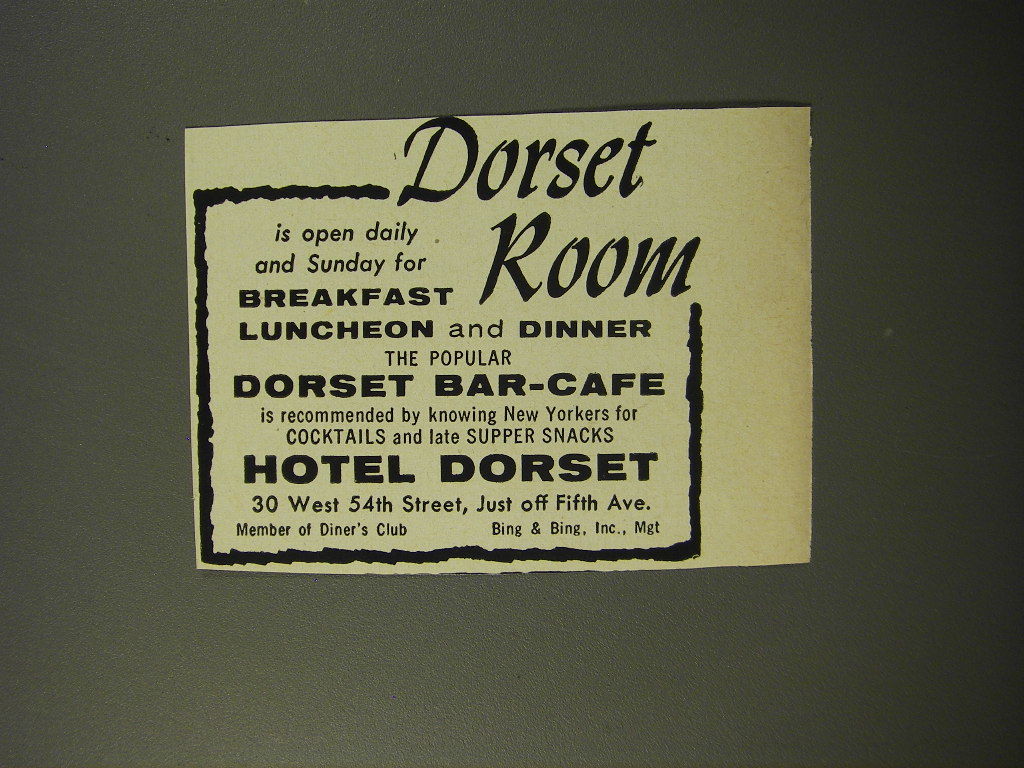 Dorset
Room
is open daily
and Sunday for
BREAKFAST
LUNCHEON and DINNER
THE POPULAR
DORSET BAR-CAFE
is recommended by knowing New Yorkers for
COCKTAILS and late SUPPER SNACKS
HOTEL DORSET
30 West 54th Street, Just off Fifth Ave.
Member of Diner's Club Bing & Bing, Inc., Mgt